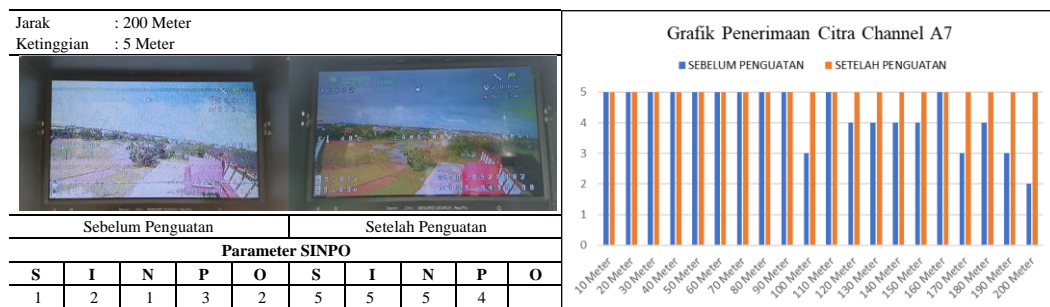 Jarak : 200 Meter
Ketinggian : 5 Meter
Sebelum Penguatan Setelah Penguatan
Parameter SINPO
S I N P O S I N P O
1 2 1 3 2 5 5 5 4
Grafik Penerimaan Citra Channel A7
SEBELUM PENGUATAN SETELAH PENGUATAN
5
4
3
2
1
0
10 Meter 20 Meter 30 Meter 40 Meter 50 Meter 60 Meter 70 Meter 80 Meter 90 Meter 100 Meter 110 Meter 120 Meter 130 Meter 140 Meter 150 Meter 160 Meter 170 Meter 180 Meter 190 Meter 200 Meter